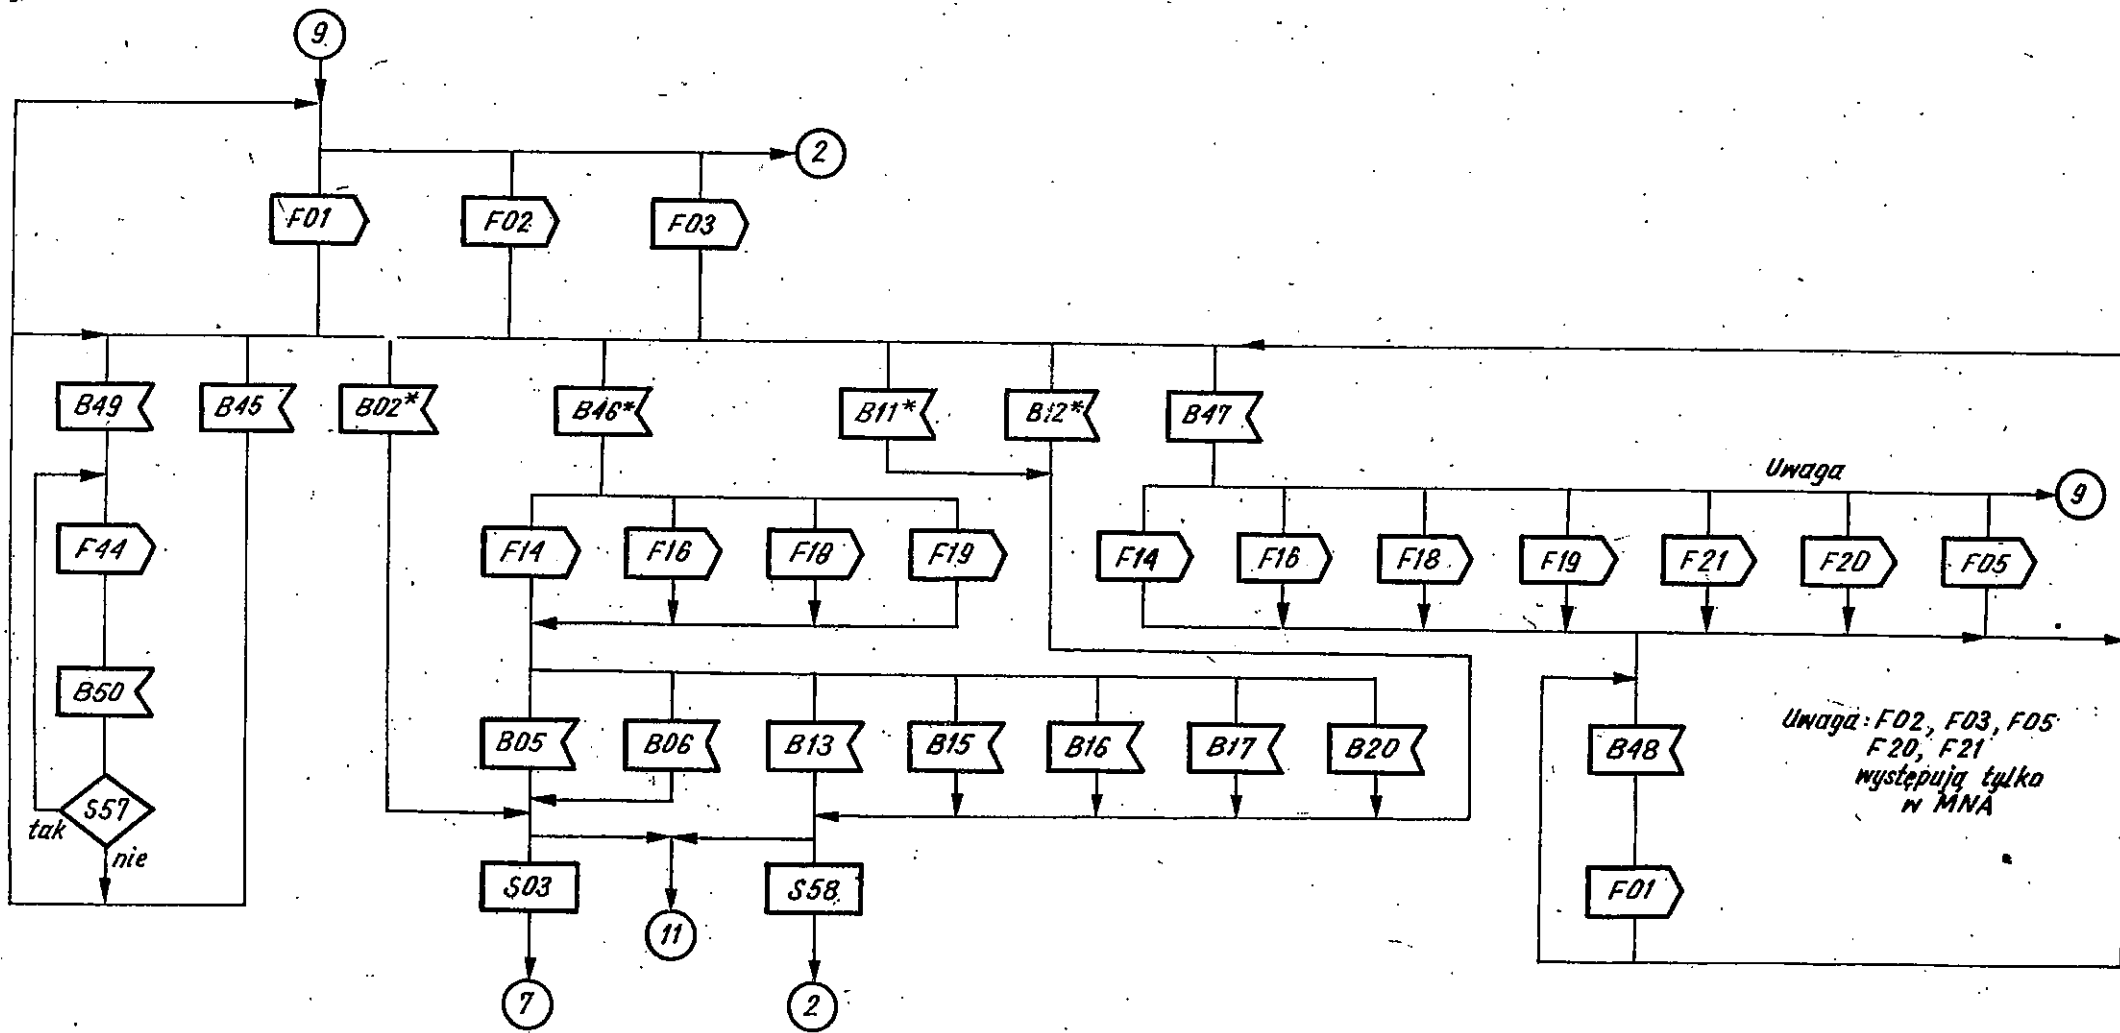 9
2
F01 F02 F03
B49 B45 B02* B46* B11* B12* B47
Uwaga
9
F44 F14 F16 F18 F19 F14 F16 F18 F19 F21 F20 F05
B50
B05 B06 B13 B15 B16 B17 B20 B48
Uwaga: F02, F03, F05
F20, F21
występują tylko
w MNA
S57
tak
nie
S03 S58 F01
11
7 2